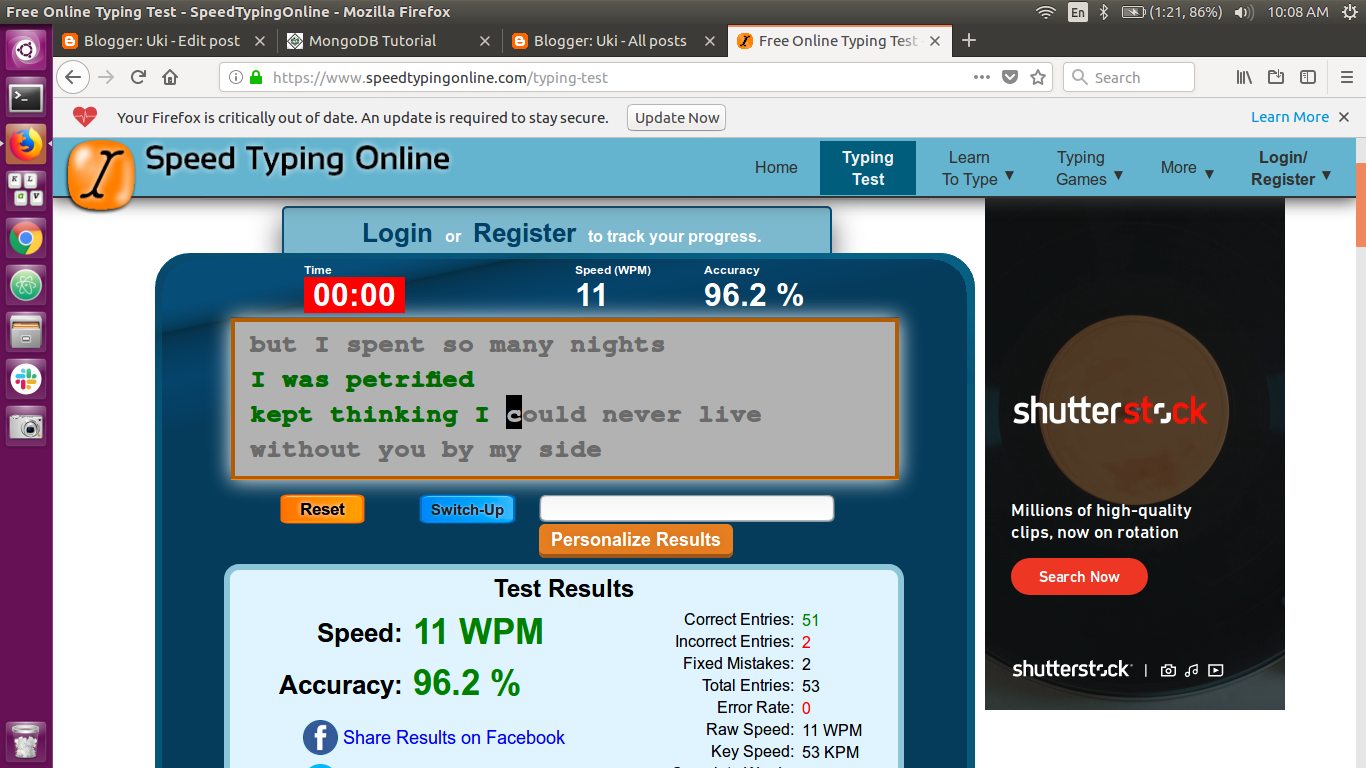 Free Online Typing Test - SpeedTypingOnline - Mozilla Firefox
En
(1:21, 86%)
10:08 AM
Blogger: Uki - Edit post
MongoDB Tutorial
Blogger: Uki - All posts
Free Online Typing Test -
https://www.speedtypingonline.com/typing-test
Search
Your Firefox is critically out of date. An update is required to stay secure.
Update Now
Learn More
Speed Typing Online
Home
Typing
Test
Learn
To Type ▼
Typing
Games ▼
More ▼
Login/
Register ▼
Login or Register to track your progress.
Time
Speed (WPM)
Accuracy
00:00
11
96.2 %
but I spent so many nights
I was petrified
kept thinking I could never live
without you by my side
Reset
Switch-Up
Personalize Results
Test Results
Speed: 11 WPM
Accuracy: 96.2 %
Share Results on Facebook
Correct Entries: 51
Incorrect Entries: 2
Fixed Mistakes: 2
Total Entries: 53
Error Rate: 0
Raw Speed: 11 WPM
Key Speed: 53 KPM
shutterstock
Millions of high-quality
clips, now on rotation
Search Now
shutterstock